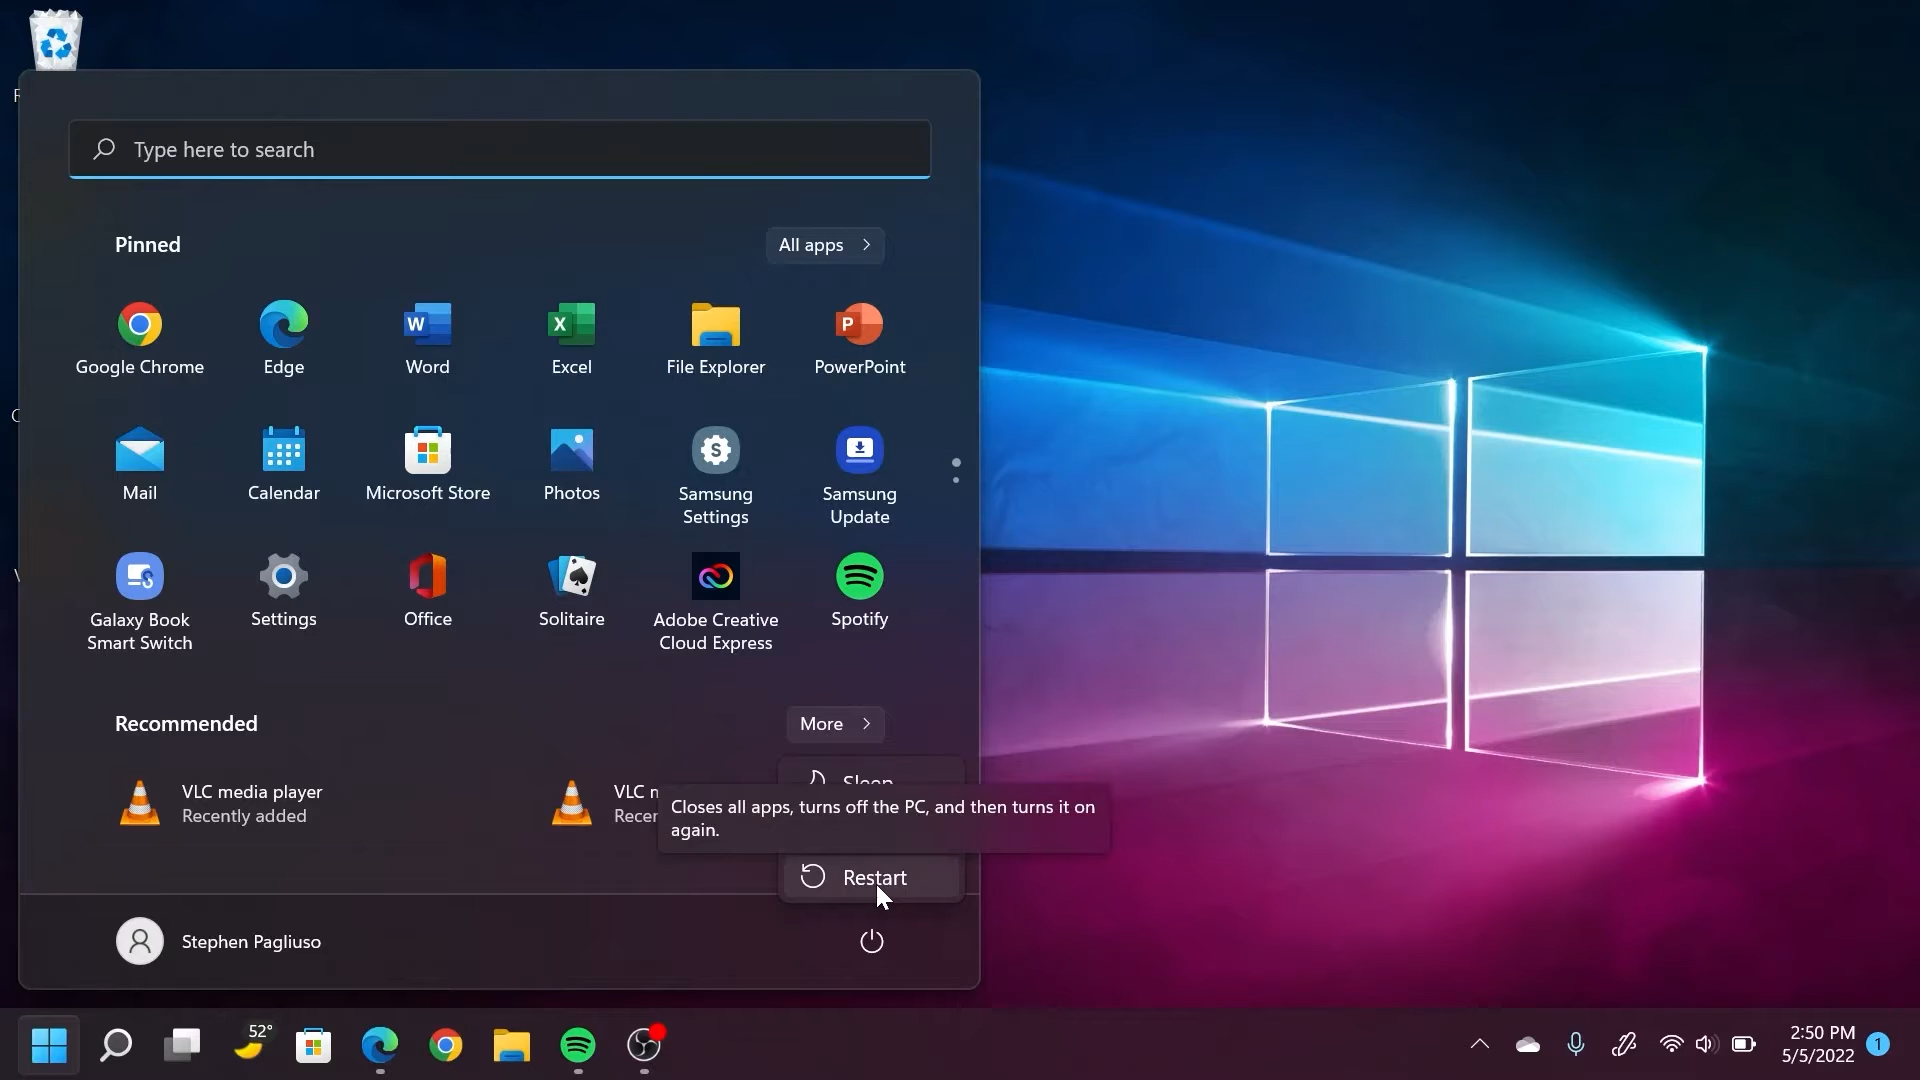 Type here to search
Pinned
All apps
Google Chrome
Edge
Word
Excel
File Explorer
PowerPoint
Mail
Calendar
Microsoft Store
Photos
Samsung
Settings
Samsung
Update
Galaxy Book
Smart Switch
Settings
Office
Solitaire
Adobe Creative
Cloud Express
Spotify
Recommended
More
VLC media player
Recently added
VLC
Sleep
Closes all apps, turns off the PC, and then turns it on
again.
Restart
Stephen Pagliuso
52°
2:50 PM
5/5/2022
1